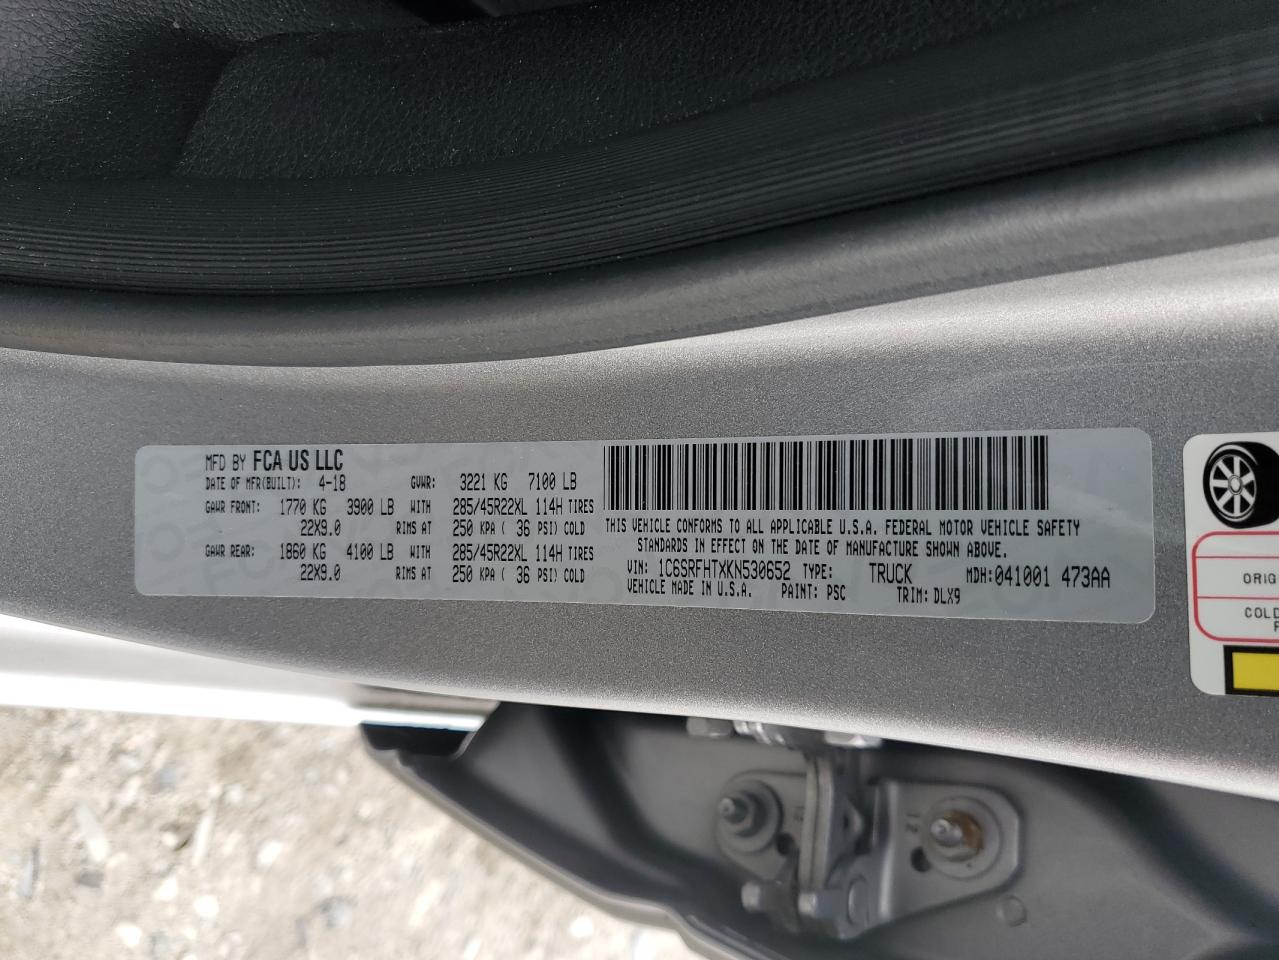 MFD BY FCA US LLC
DATE OF MFR(BUILT): 4-18 GVWR: 3221 KG 7100 LB
GAWR FRONT: 1770 KG 3900 LB WITH 285/45R22XL 114H TIRES
22X9.0 RIMS AT 250 KPA ( 36 PSI) COLD
GAWR REAR: 1860 KG 4100 LB WITH 285/45R22XL 114H TIRES
22X9.0 RIMS AT 250 KPA ( 36 PSI) COLD
THIS VEHICLE CONFORMS TO ALL APPLICABLE U.S.A. FEDERAL MOTOR VEHICLE SAFETY
STANDARDS IN EFFECT ON THE DATE OF MANUFACTURE SHOWN ABOVE.
VIN: 1C6SRFHTXKN530652 TYPE: TRUCK MDH:041001 473AA
VEHICLE MADE IN U.S.A. PAINT: PSC TRIM: DLX9
ORIG
COLD
12